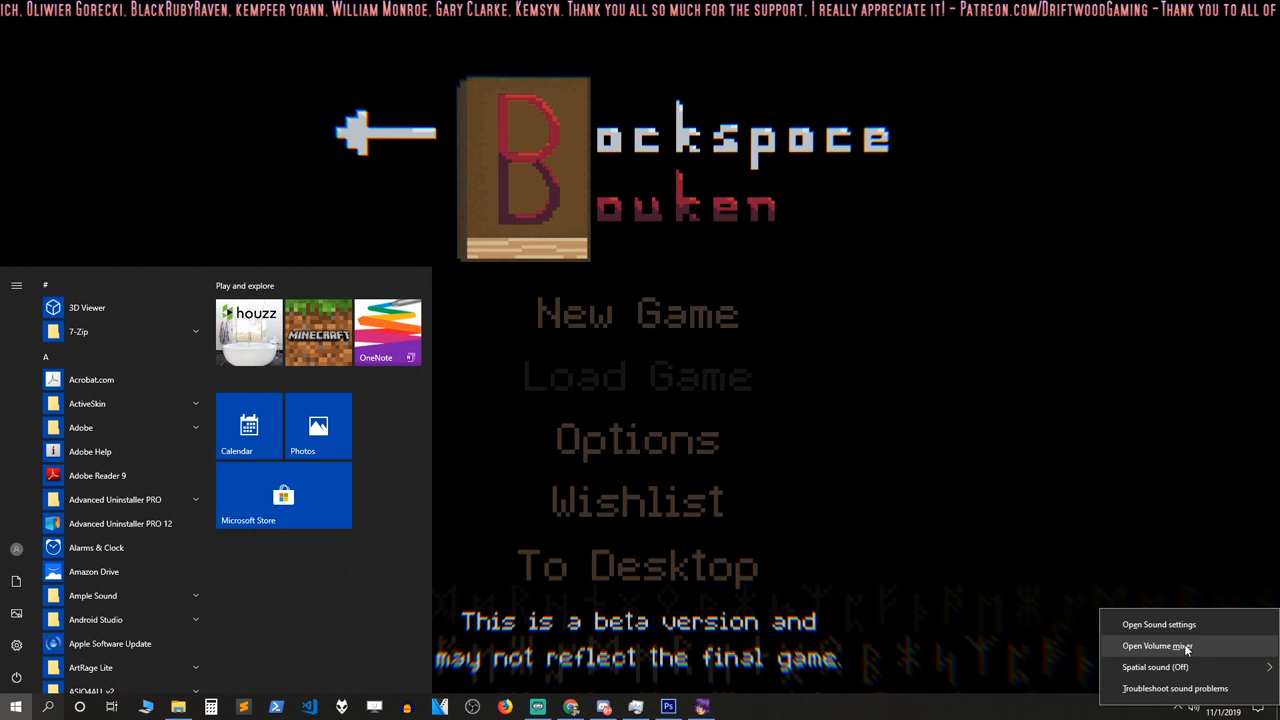 ICH, OLIWIER GORECKI, BLACKRUBYRAVEN, KEMPFER YOANN, WILLIAM MONROE, GARY CLARKE, KEMSYN. THANK YOU ALL SO MUCH FOR THE SUPPORT, I REALLY APPRECIATE IT! - PATREON.COM/DRIFTWOODGAMING -THANK YOU TO ALL OF
Backspace
Bouken
New Game
Load Game
Options
Wishlist
To Desktop
This is a beta version and
may not reflect the final game.
#
3D Viewer
7-Zip
A
Acrobat.com
ActiveSkin
Adobe
Adobe Help
Adobe Reader 9
Advanced Uninstaller PRO
Advanced Uninstaller PRO 12
Alarms & Clock
Amazon Drive
Ample Sound
Android Studio
Apple Software Update
ArtRage Lite
ASIO4ALL v2
Play and explore
houzz
MINECRAFT
OneNote
Calendar
Photos
Microsoft Store
Open Sound settings
Open Volume mixer
Spatial sound (Off)
Troubleshoot sound problems
11/1/2019